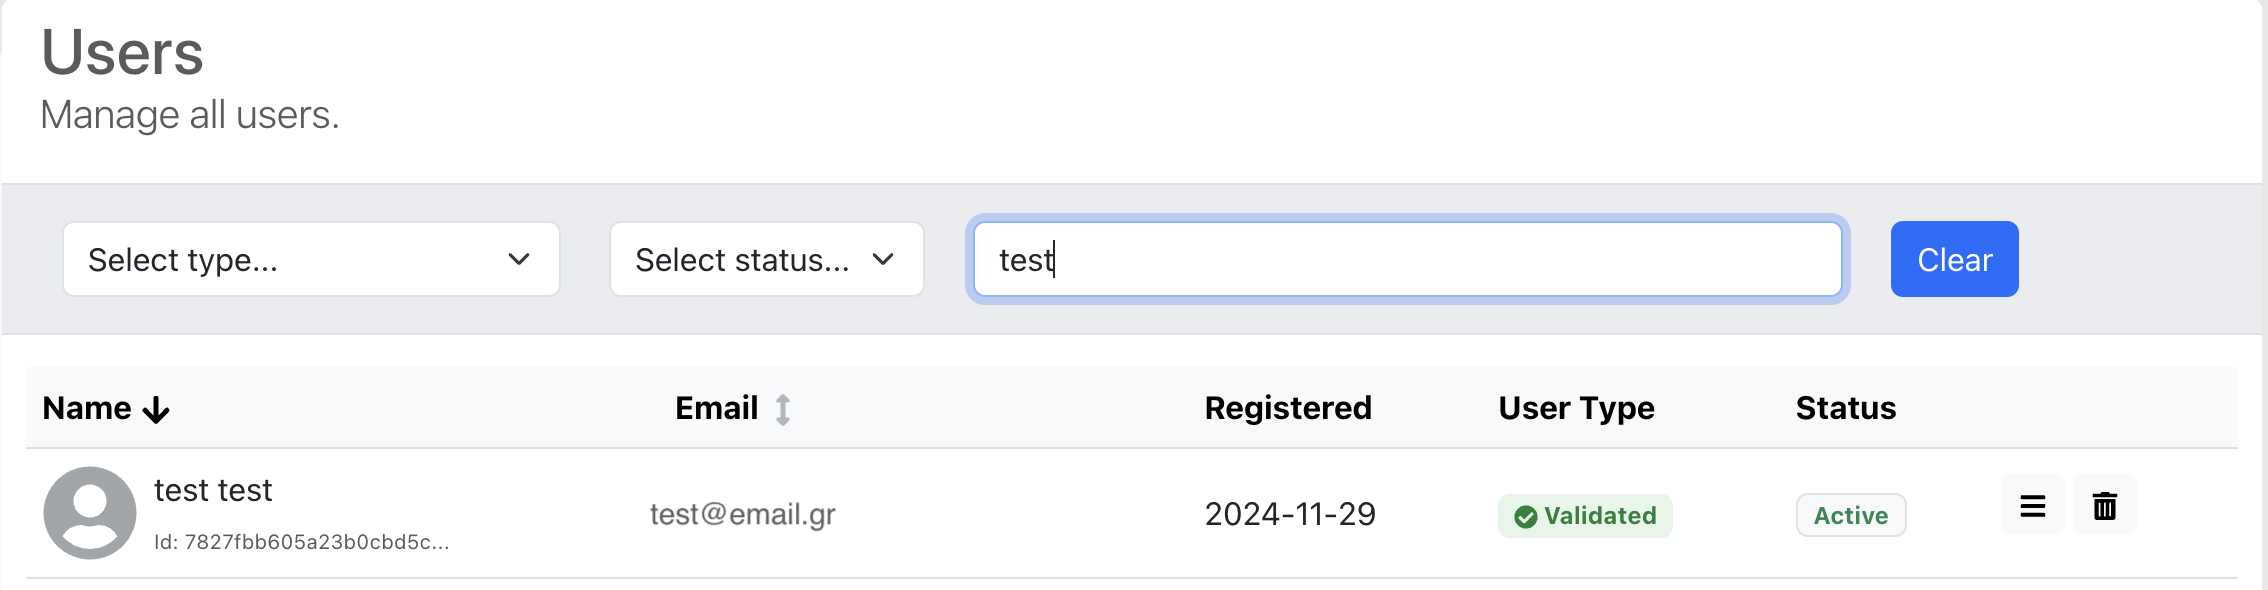 Users
Manage all users.
Select type...
Select status...
test
Clear
Name
Email
Registered
User Type
Status
test test
Id: 7827fbb605a23b0cbd5c...
test@email.gr
2024-11-29
Validated
Active